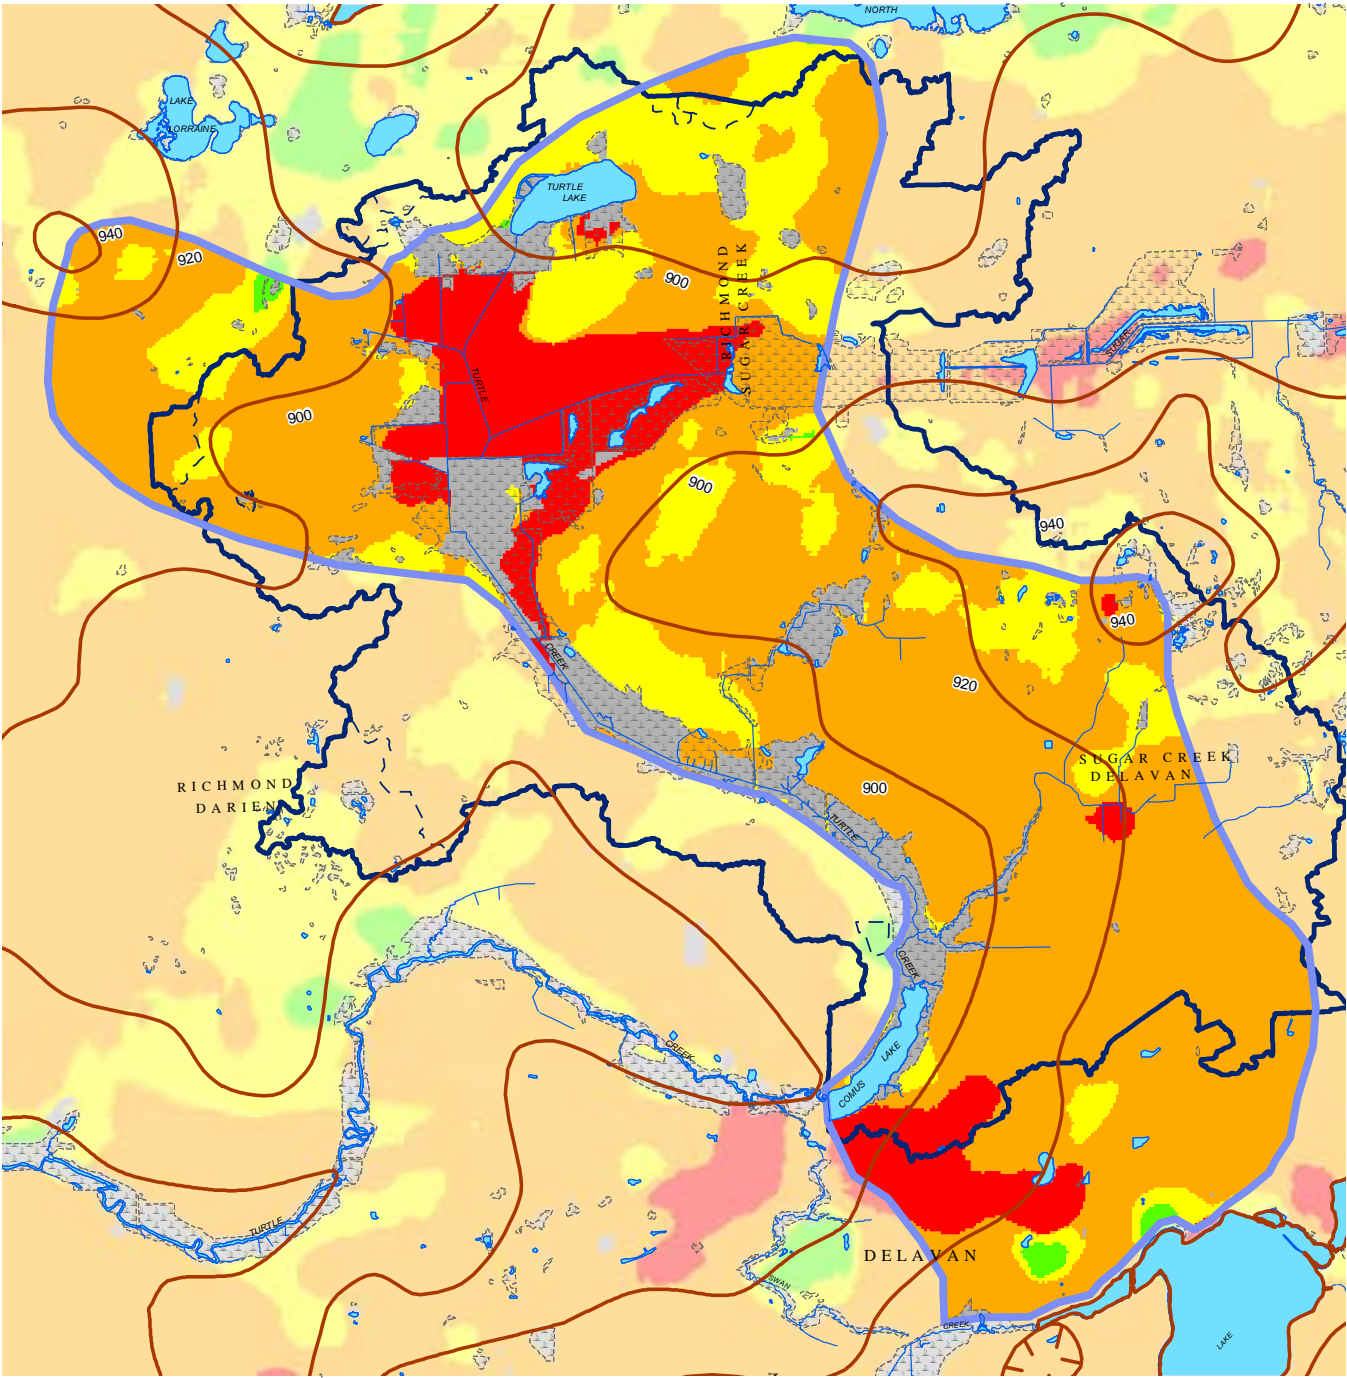 NORTH
LAKE
LORRAINE
TURTLE
LAKE
940
920
900
RICHMOND
SUGAR CREEK
SUGAR
TURTLE
900
900
940
940
CREEK
920
SUGAR CREEK
DELAVAN
RICHMOND
DARIEN
900
TURTLE
CREEK
CREEK
LAKE
COMUS
TURTLE
DELAVAN
SWAN
CREEK
LAKE